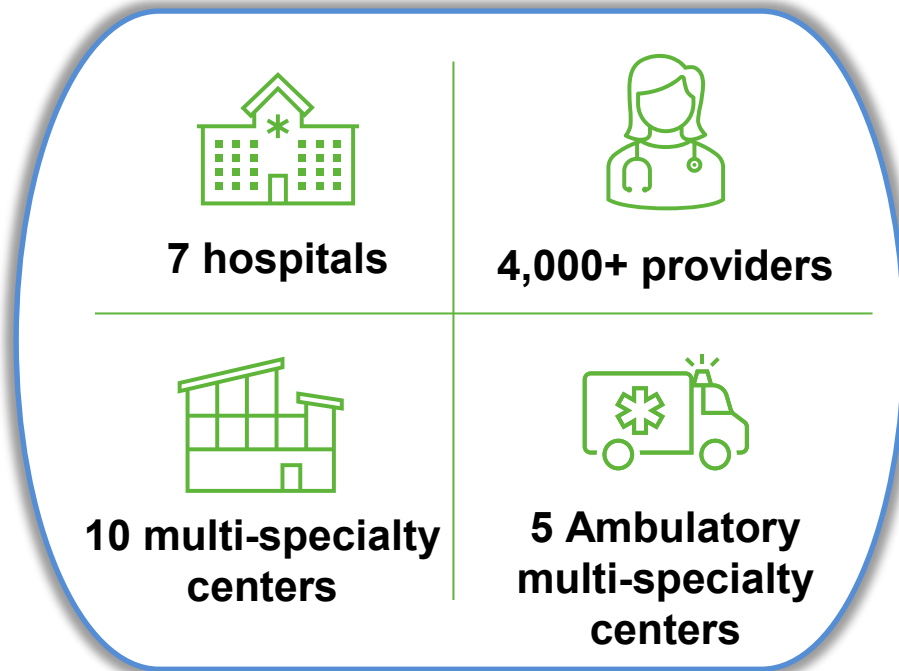 7 hospitals
4,000+ providers
10 multi-specialty
centers
5 Ambulatory
multi-specialty
centers